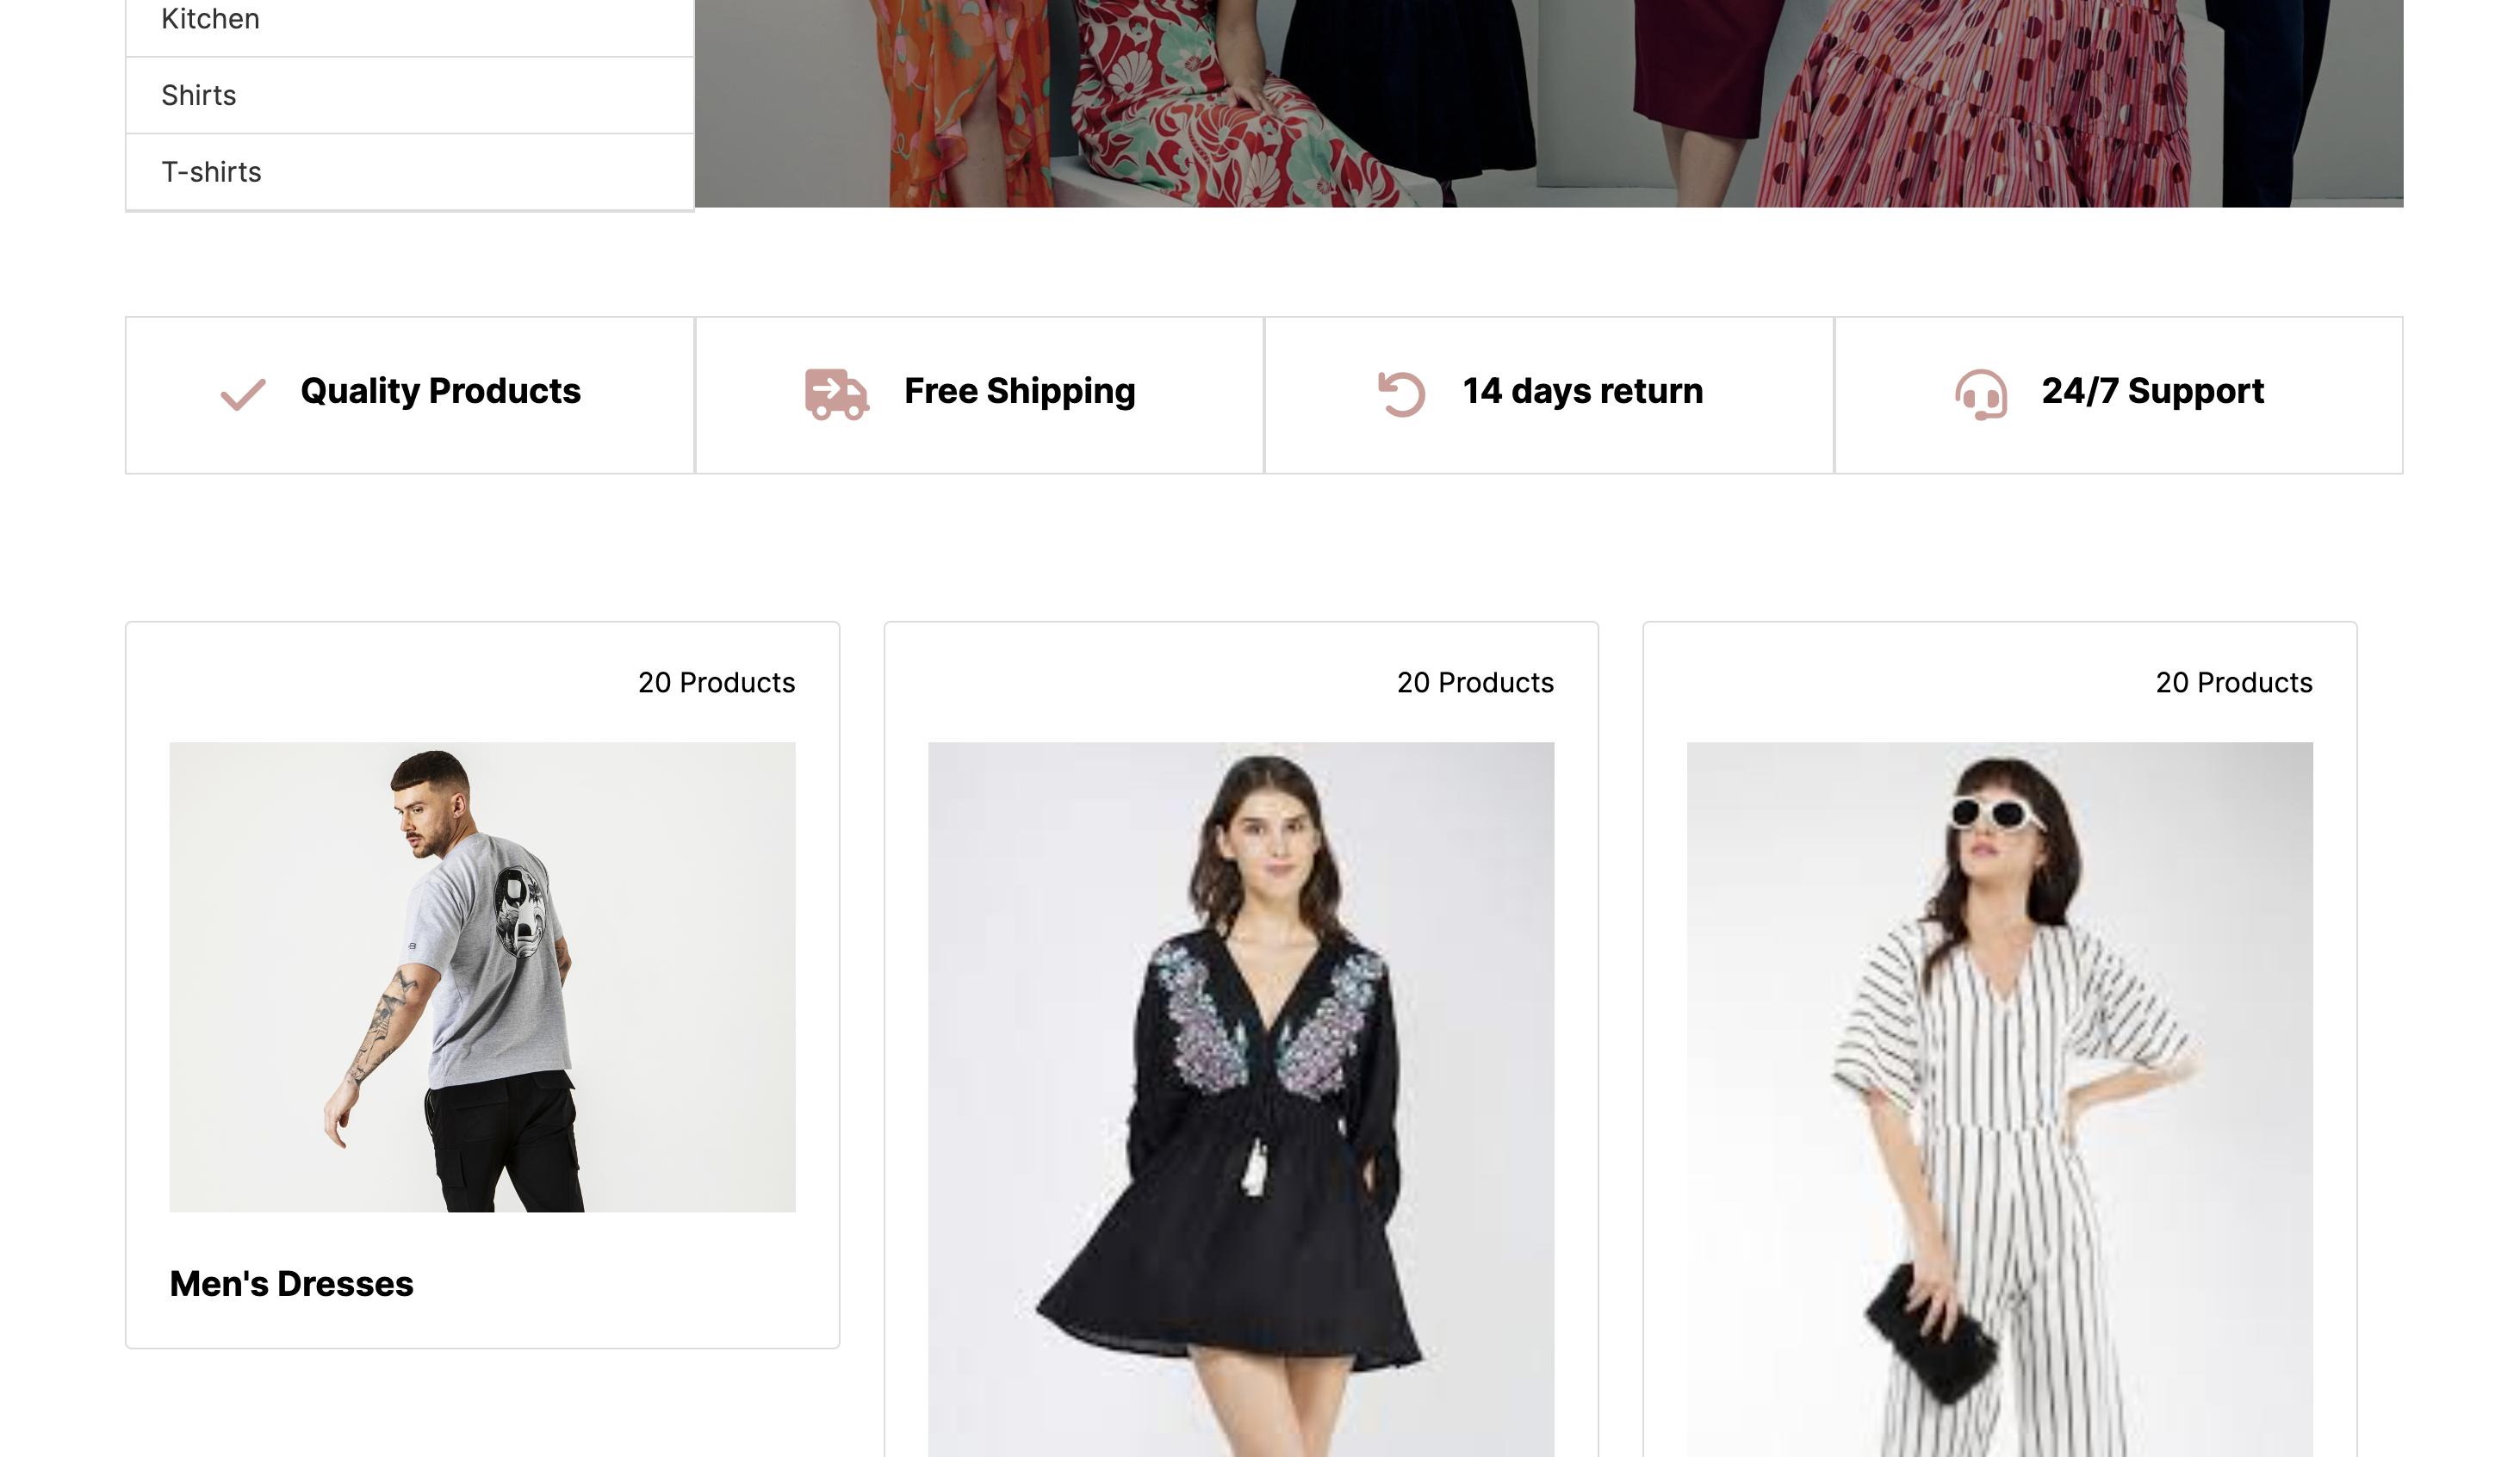 Kitchen
Shirts
T-shirts
Quality Products
Free Shipping
14 days return
24/7 Support
20 Products
20 Products
20 Products
Men's Dresses